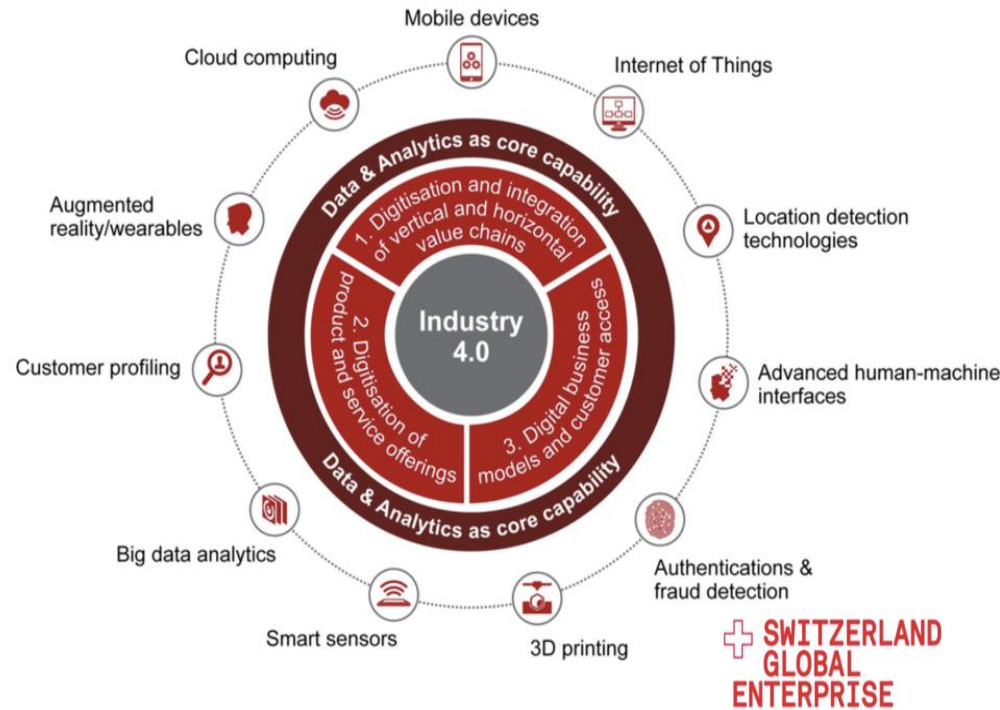 Mobile devices
Cloud computing
Internet of Things
Augmented
reality/wearables
Location detection
technologies
Customer profiling
Advanced human-machine
interfaces
Big data analytics
Authentications &
fraud detection
Smart sensors
3D printing
Data & Analytics as core capability
1. Digitisation and integration
of vertical and horizontal
value chains
Industry
4.0
2. Digitisation of
product and service offerings
3. Digital business
models and customer access
Data & Analytics as core capability
SWITZERLAND
GLOBAL
ENTERPRISE